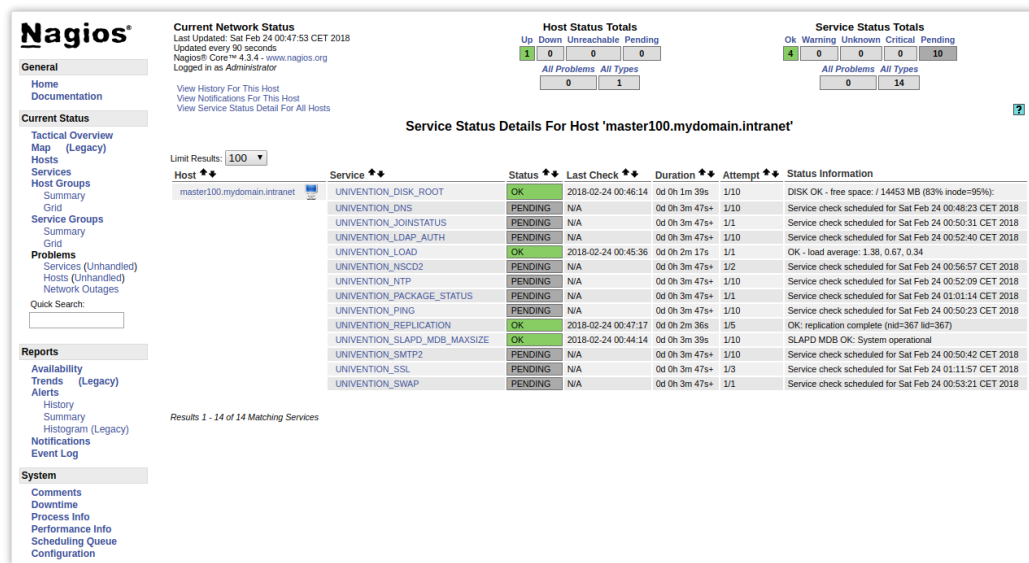 Nagios®
General
Home
Documentation
Current Status
Tactical Overview
Map (Legacy)
Hosts
Services
Host Groups
Summary
Grid
Service Groups
Summary
Grid
Problems
Services (Unhandled)
Hosts (Unhandled)
Network Outages
Quick Search:
Reports
Availability
Trends (Legacy)
Alerts
History
Summary
Histogram (Legacy)
Notifications
Event Log
System
Comments
Downtime
Process Info
Performance Info
Scheduling Queue
Configuration
Current Network Status
Last Updated: Sat Feb 24 00:47:53 CET 2018
Updated every 90 seconds
Nagios® Core™ 4.3.4 - www.nagios.org
Logged in as Administrator
View History For This Host
View Notifications For This Host
View Service Status Detail For All Hosts
Host Status Totals
Up Down Unreachable Pending
1 0 0 0
All Problems All Types
0 1
Service Status Totals
Ok Warning Unknown Critical Pending
4 0 0 0 10
All Problems All Types
0 14
?
Service Status Details For Host 'master100.mydomain.intranet'
Limit Results: 100
Host Service Status Last Check Duration Attempt Status Information
master100.mydomain.intranet UNIVENTION_DISK_ROOT OK 2018-02-24 00:46:14 0d 0h 1m 39s 1/10 DISK OK - free space: / 14453 MB (83% inode=95%):
UNIVENTION_DNS PENDING N/A 0d 0h 3m 47s+ 1/10 Service check scheduled for Sat Feb 24 00:48:23 CET 2018
UNIVENTION_JOINSTATUS PENDING N/A 0d 0h 3m 47s+ 1/1 Service check scheduled for Sat Feb 24 00:50:31 CET 2018
UNIVENTION_LDAP_AUTH PENDING N/A 0d 0h 3m 47s+ 1/10 Service check scheduled for Sat Feb 24 00:52:40 CET 2018
UNIVENTION_LOAD OK 2018-02-24 00:45:36 0d 0h 2m 17s 1/1 OK - load average: 1.38, 0.67, 0.34
UNIVENTION_NSCD2 PENDING N/A 0d 0h 3m 47s+ 1/2 Service check scheduled for Sat Feb 24 00:56:57 CET 2018
UNIVENTION_NTP PENDING N/A 0d 0h 3m 47s+ 1/10 Service check scheduled for Sat Feb 24 00:52:09 CET 2018
UNIVENTION_PACKAGE_STATUS PENDING N/A 0d 0h 3m 47s+ 1/1 Service check scheduled for Sat Feb 24 01:01:14 CET 2018
UNIVENTION_PING PENDING N/A 0d 0h 3m 47s+ 1/10 Service check scheduled for Sat Feb 24 00:50:23 CET 2018
UNIVENTION_REPLICATION OK 2018-02-24 00:47:17 0d 0h 2m 36s 1/5 OK: replication complete (nid=367 lid=367)
UNIVENTION_SLAPD_MDB_MAXSIZE OK 2018-02-24 00:44:14 0d 0h 3m 39s 1/10 SLAPD MDB OK: System operational
UNIVENTION_SMTP2 PENDING N/A 0d 0h 3m 47s+ 1/10 Service check scheduled for Sat Feb 24 00:50:42 CET 2018
UNIVENTION_SSL PENDING N/A 0d 0h 3m 47s+ 1/3 Service check scheduled for Sat Feb 24 01:11:57 CET 2018
UNIVENTION_SWAP PENDING N/A 0d 0h 3m 47s+ 1/1 Service check scheduled for Sat Feb 24 00:53:21 CET 2018
Results 1 - 14 of 14 Matching Services